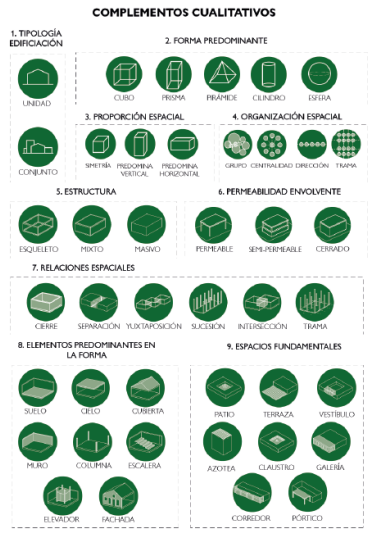 COMPLEMENTOS CUALITATIVOS
1. TIPOLOGÍA
EDIFICACIÓN
UNIDAD
CONJUNTO
2. FORMA PREDOMINANTE
CUBO PRISMA PIRÁMIDE CILINDRO ESFERA
3. PROPORCIÓN ESPACIAL
SIMETRÍA PREDOMINA PREDOMINA
VERTICAL HORIZONTAL
4. ORGANIZACIÓN ESPACIAL
GRUPO CENTRALIDAD DIRECCIÓN TRAMA
5. ESTRUCTURA
ESQUELETO MIXTO MASIVO
6. PERMEABILIDAD ENVOLVENTE
PERMEABLE SEMI-PERMEABLE CERRADO
7. RELACIONES ESPACIALES
CIERRE SEPARACIÓN YUXTAPOSICIÓN SUCESIÓN INTERSECCIÓN TRAMA
8. ELEMENTOS PREDOMINANTES EN
LA FORMA
SUELO CIELO CUBIERTA
MURO COLUMNA ESCALERA
ELEVADOR FACHADA
9. ESPACIOS FUNDAMENTALES
PATIO TERRAZA VESTÍBULO
AZOTEA CLAUSTRO GALERÍA
CORREDOR PÓRTICO